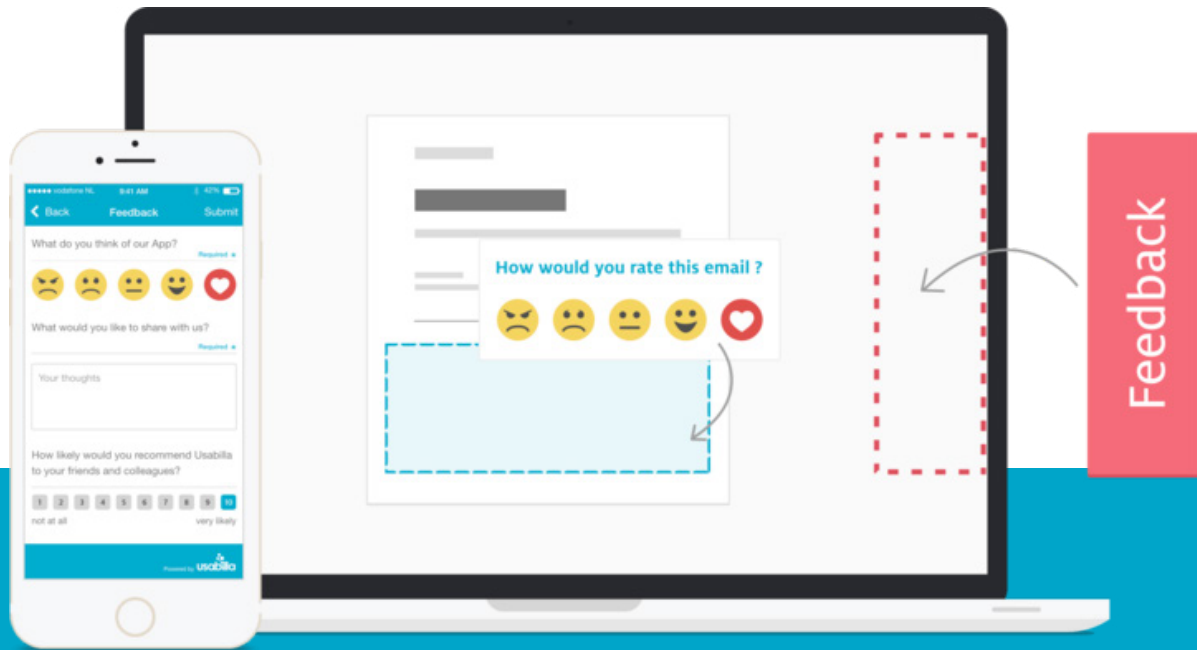 vodafone NL 9:41 AM 42%
Back Feedback Submit
What do you think of our App?
Required
What would you like to share with us?
Required
Your thoughts
How likely would you recommend Usabilla
to your friends and colleagues?
1 2 3 4 5 6 7 8 9 10
not at all very likely
Powered by usabilla
How would you rate this email ?
Feedback